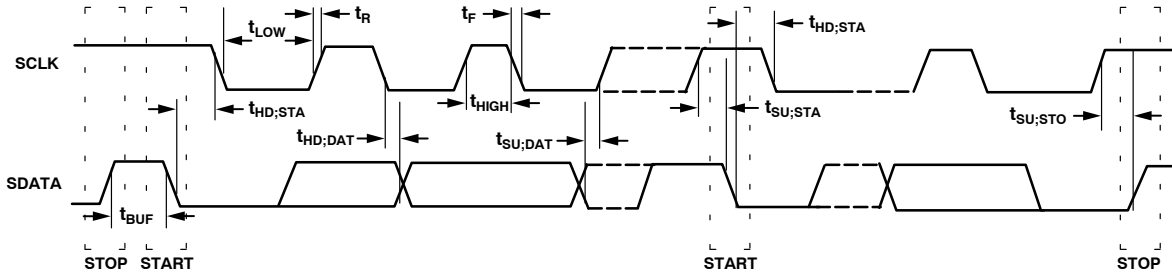 tLOW
tR
tF
tHD;STA
SCLK
tHD;STA
tHIGH
tSU;STA
tHD;DAT
tSU;DAT
tSU;STO
SDATA
tBUF
STOP START START STOP